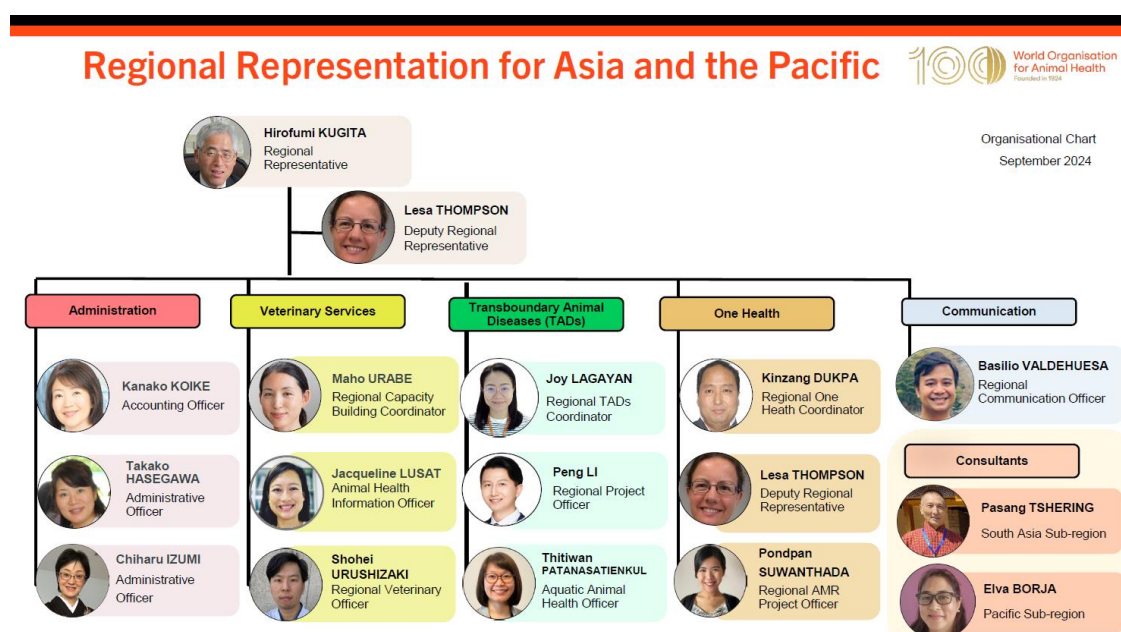 Regional Representation for Asia and the Pacific
100
World Organisation
for Animal Health
Founded in 1924
Organisational Chart
September 2024
Hirofumi KUGITA
Regional
Representative
Lesa THOMPSON
Deputy Regional
Representative
Administration
Kanako KOIKE
Accounting Officer
Takako
HASEGAWA
Administrative
Officer
Chiharu IZUMI
Administrative
Officer
Veterinary Services
Maho URABE
Regional Capacity
Building Coordinator
Jacqueline LUSAT
Animal Health
Information Officer
Shohei
URUSHIZAKI
Regional Veterinary
Officer
Transboundary Animal
Diseases (TADs)
Joy LAGAYAN
Regional TADs
Coordinator
Peng LI
Regional Project
Officer
Thitiwan
PATANASATIENKUL
Aquatic Animal
Health Officer
One Health
Kinzang DUKPA
Regional One
Heath Coordinator
Lesa THOMPSON
Deputy Regional
Representative
Pondpan
SUWANTHADA
Regional AMR
Project Officer
Communication
Basilio VALDEHUESA
Regional
Communication Officer
Consultants
Pasang TSHERING
South Asia Sub-region
Elva BORJA
Pacific Sub-region